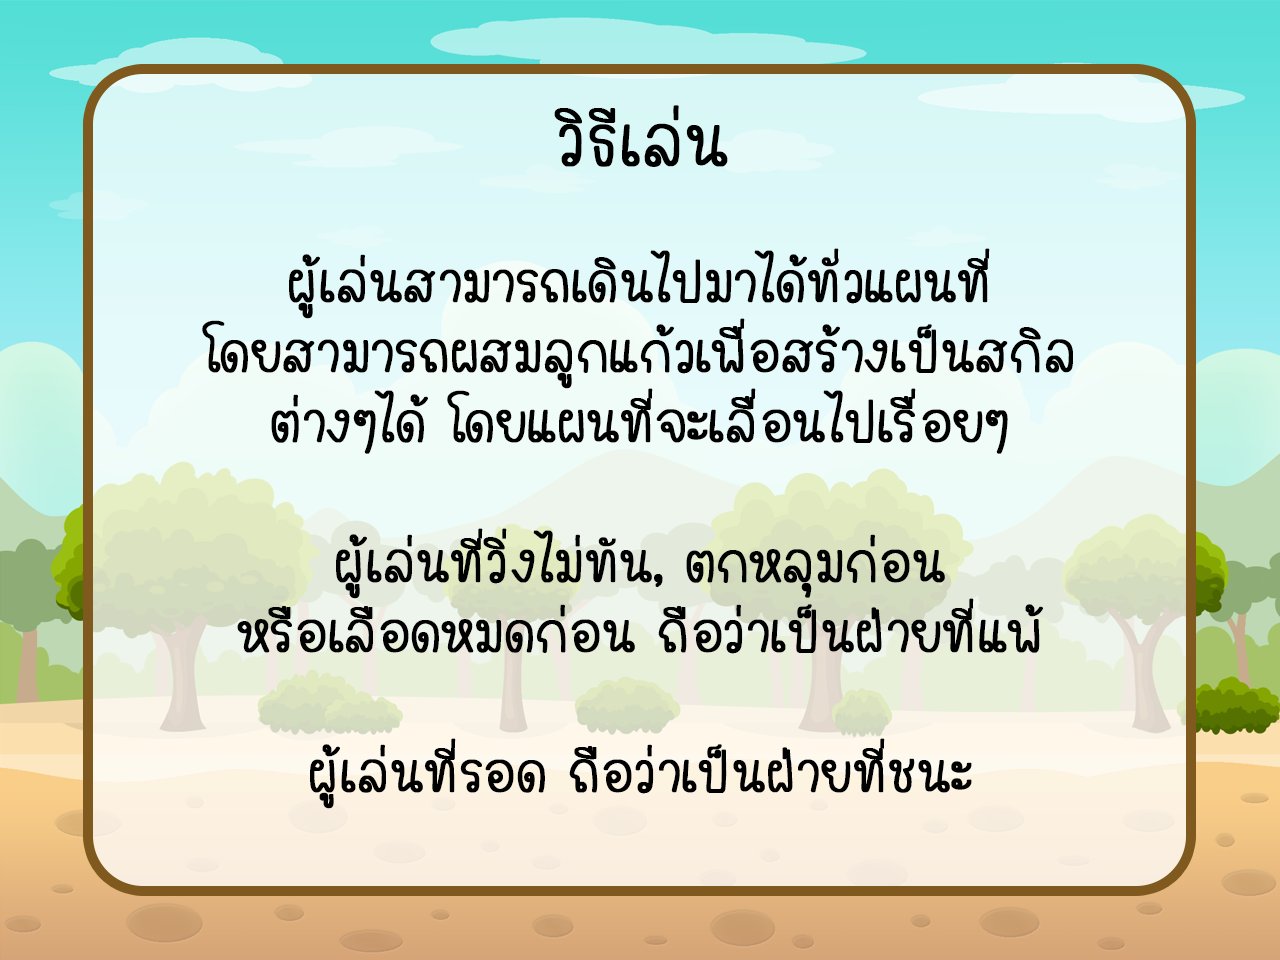 วิธีเล่น
ผู้เล่นสามารถเดินไปมาได้ทั่วแผนที่
โดยสามารถผสมลูกแก้วเพื่อสร้างเป็นสกิล
ต่างๆได้ โดยแผนที่จะเลื่อนไปเรื่อยๆ
ผู้เล่นที่วิ่งไม่ทัน, ตกหลุมก่อน
หรือเลือดหมดก่อน ถือว่าเป็นฝ่ายที่แพ้
ผู้เล่นที่รอด ถือว่าเป็นฝ่ายที่ชนะ